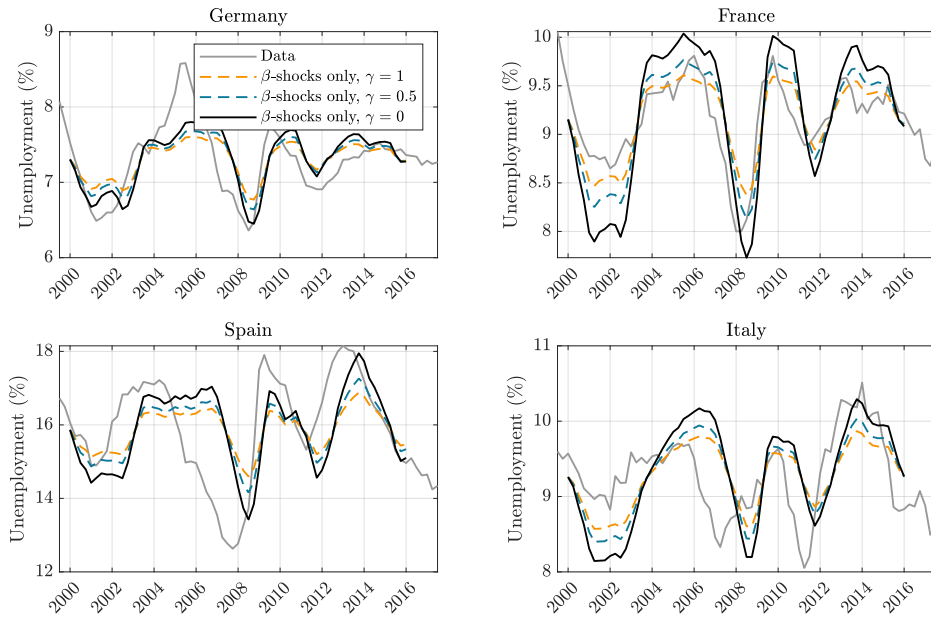 Germany
Unemployment (%)
9
8
7
6
2000 2002 2004 2006 2008 2010 2012 2014 2016
Data
β-shocks only, γ = 1
β-shocks only, γ = 0.5
β-shocks only, γ = 0
France
Unemployment (%)
10
9.5
9
8.5
8
2000 2002 2004 2006 2008 2010 2012 2014 2016
Spain
Unemployment (%)
18
16
14
12
2000 2002 2004 2006 2008 2010 2012 2014 2016
Italy
Unemployment (%)
11
10
9
8
2000 2002 2004 2006 2008 2010 2012 2014 2016